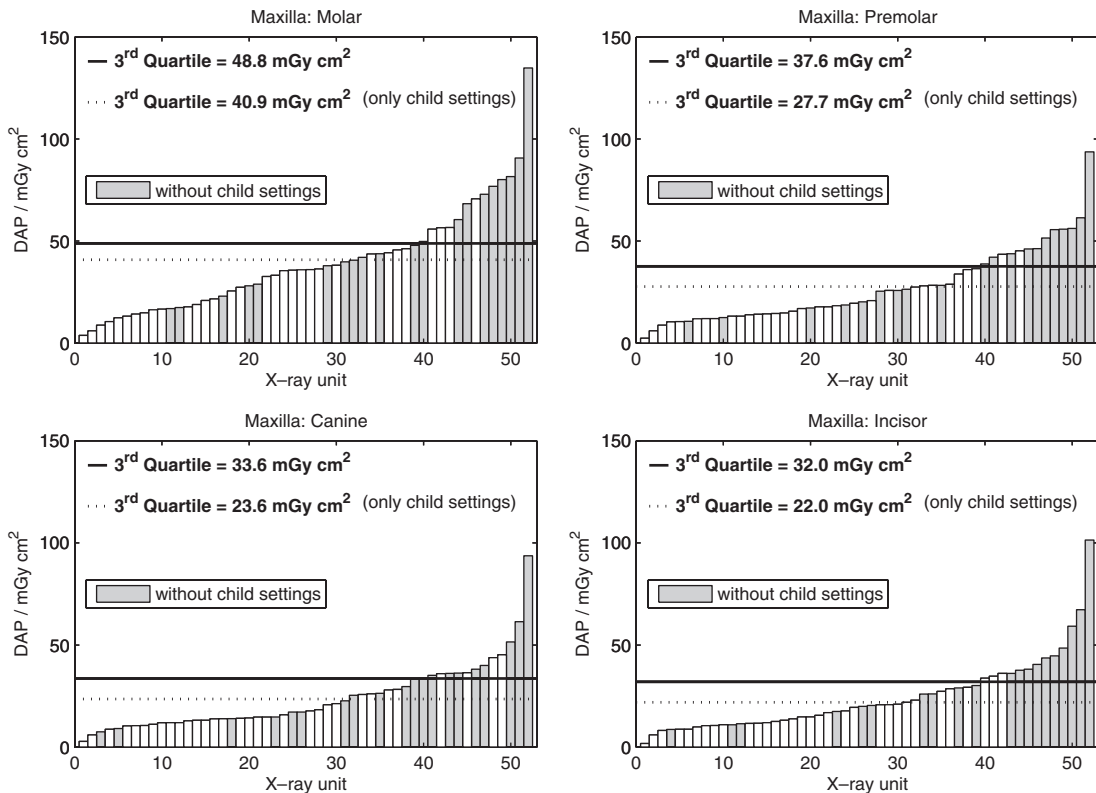 Maxilla: Molar
150
100
50
0
DAP / mGy cm²
3rd Quartile = 48.8 mGy cm²
3rd Quartile = 40.9 mGy cm² (only child settings)
without child settings
0 10 20 30 40 50
X–ray unit
Maxilla: Premolar
150
100
50
0
DAP / mGy cm²
3rd Quartile = 37.6 mGy cm²
3rd Quartile = 27.7 mGy cm² (only child settings)
without child settings
0 10 20 30 40 50
X–ray unit
Maxilla: Canine
150
100
50
0
DAP / mGy cm²
3rd Quartile = 33.6 mGy cm²
3rd Quartile = 23.6 mGy cm² (only child settings)
without child settings
0 10 20 30 40 50
X–ray unit
Maxilla: Incisor
150
100
50
0
DAP / mGy cm²
3rd Quartile = 32.0 mGy cm²
3rd Quartile = 22.0 mGy cm² (only child settings)
without child settings
0 10 20 30 40 50
X–ray unit